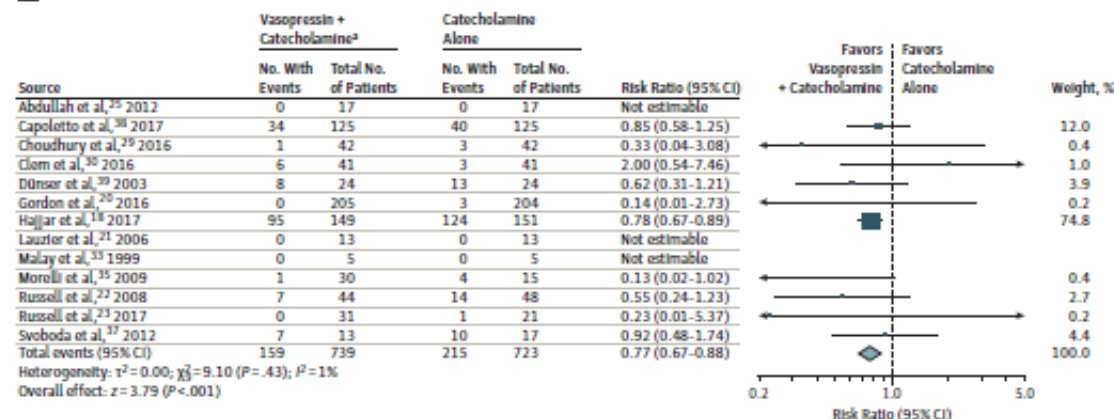 Vasopressin + Catecholamine
Catecholamineᵃ Alone
Favors Favors
No. With Total No. No. With Total No. Vasopressin Catecholamine
Source Events of Patients Events of Patients Risk Ratio (95% CI) + Catecholamine Alone Weight, %
Abdullah et al,²⁵ 2012 0 17 0 17 Not estimable
Capoletto et al,³⁸ 2017 34 125 40 125 0.85 (0.58-1.25) 12.0
Choudhury et al,²⁹ 2016 1 42 3 42 0.33 (0.04-3.08) 0.4
Clem et al,³⁰ 2016 6 41 3 41 2.00 (0.54-7.46) 1.0
Dünser et al,³⁹ 2003 8 24 13 24 0.62 (0.31-1.21) 3.9
Gordon et al,²⁰ 2016 0 205 3 204 0.14 (0.01-2.73) 0.2
Hajjar et al,¹⁸ 2017 95 149 124 151 0.78 (0.67-0.89) 74.8
Lauzier et al,²¹ 2006 0 13 0 13 Not estimable
Malay et al,³³ 1999 0 5 0 5 Not estimable
Morelli et al,³⁵ 2009 1 30 4 15 0.13 (0.02-1.02) 0.4
Russell et al,²² 2008 7 44 14 48 0.55 (0.24-1.23) 2.7
Russell et al,²³ 2017 0 31 1 21 0.23 (0.01-5.37) 0.2
Svoboda et al,³⁷ 2012 7 13 10 17 0.92 (0.48-1.74) 4.4
Total events (95% CI) 159 739 215 723 0.77 (0.67-0.88) 100.0
Heterogeneity: τ² = 0.00; χ²₉ = 9.10 (P = .43); I² = 1%
Overall effect: z = 3.79 (P < .001)
0.2 1.0 5.0
Risk Ratio (95% CI)